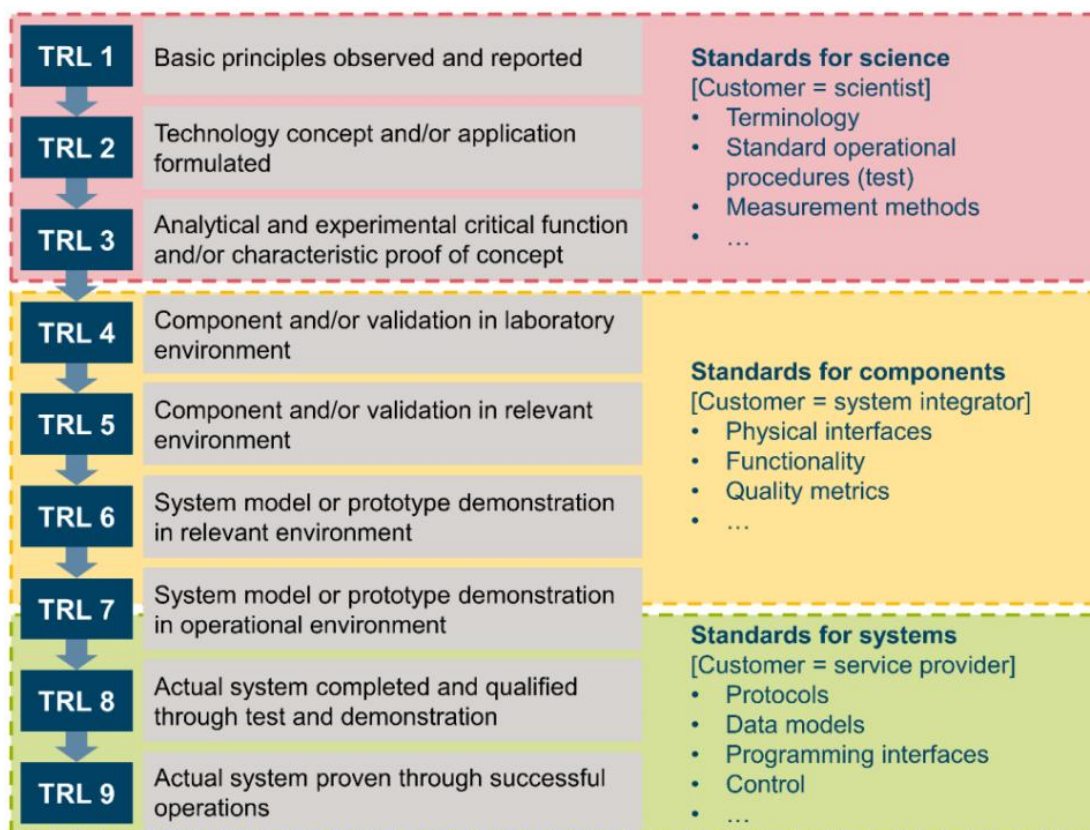 TRL 1
Basic principles observed and reported
TRL 2
Technology concept and/or application
formulated
TRL 3
Analytical and experimental critical function
and/or characteristic proof of concept
Standards for science
[Customer = scientist]
• Terminology
• Standard operational
procedures (test)
• Measurement methods
• …
TRL 4
Component and/or validation in laboratory
environment
TRL 5
Component and/or validation in relevant
environment
TRL 6
System model or prototype demonstration
in relevant environment
Standards for components
[Customer = system integrator]
• Physical interfaces
• Functionality
• Quality metrics
• …
TRL 7
System model or prototype demonstration
in operational environment
TRL 8
Actual system completed and qualified
through test and demonstration
TRL 9
Actual system proven through successful
operations
Standards for systems
[Customer = service provider]
• Protocols
• Data models
• Programming interfaces
• Control
• …